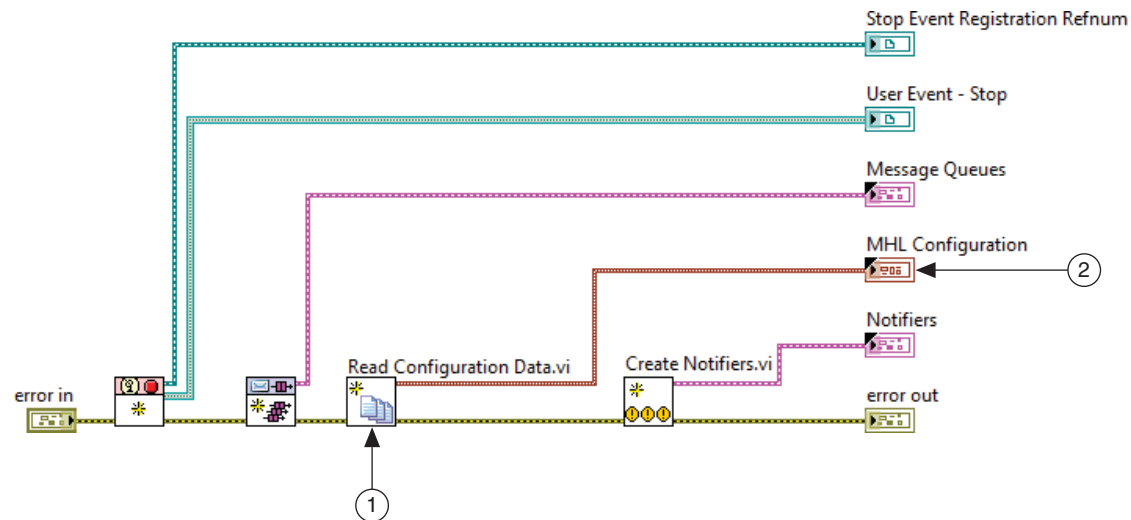 Stop Event Registration Refnum
User Event - Stop
Message Queues
MHL Configuration
2
Notifiers
Read Configuration Data.vi
Create Notifiers.vi
error in
error out
1